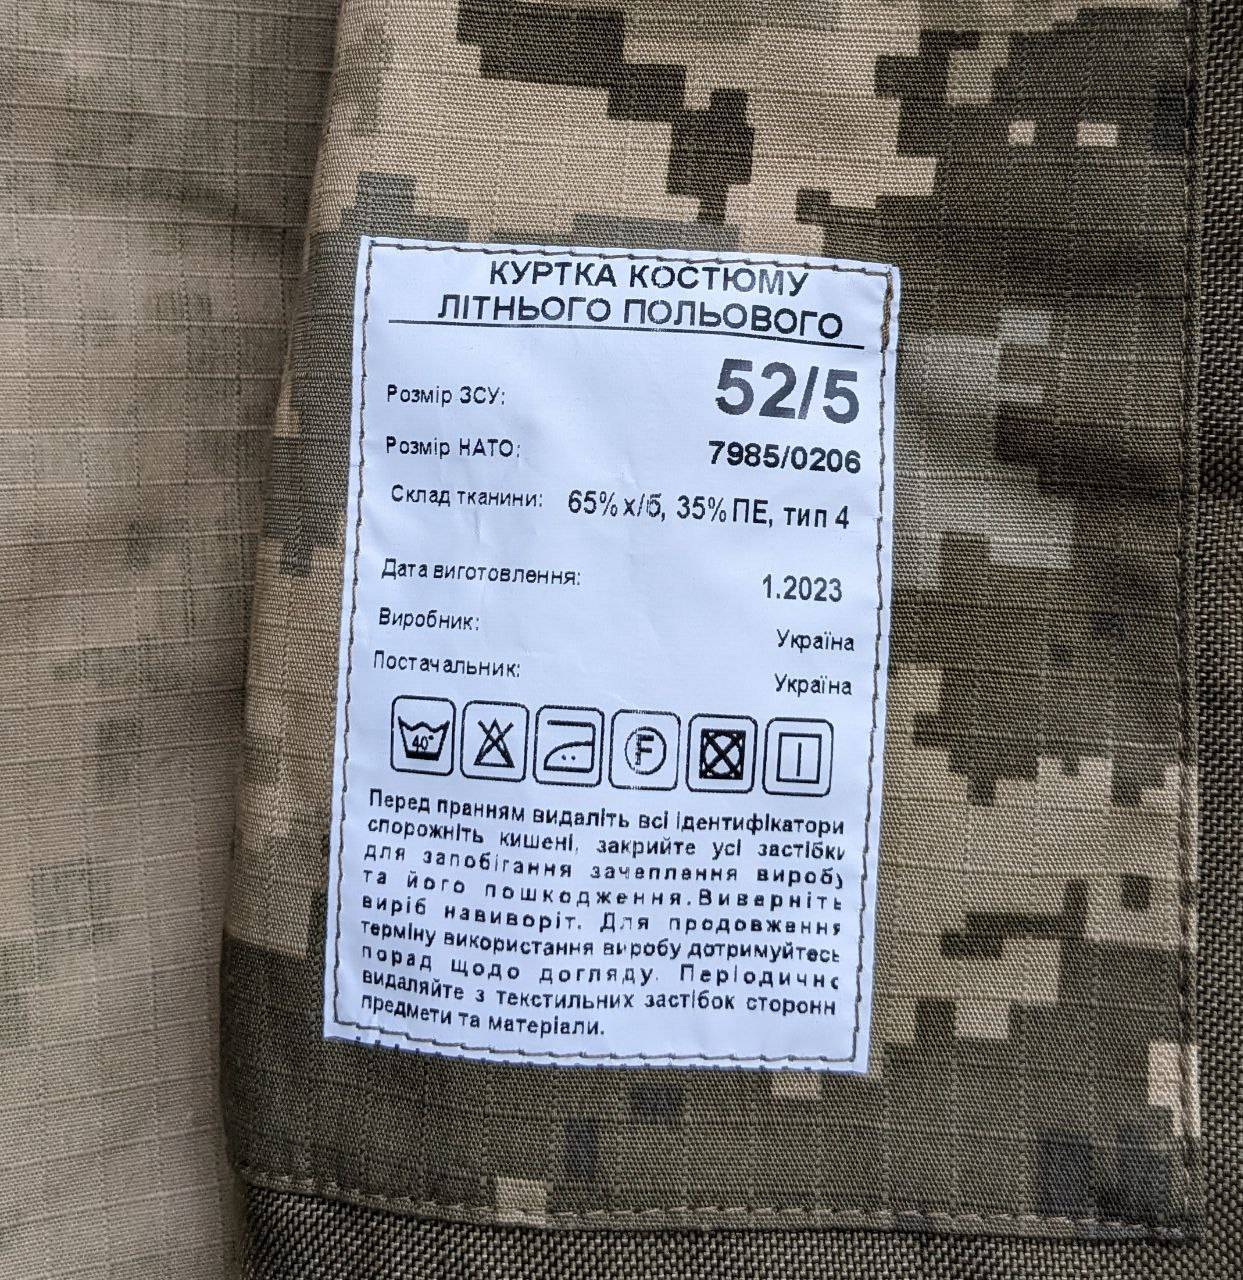 КУРТКА КОСТЮМУ
ЛІТНЬОГО ПОЛЬОВОГО
Розмір ЗСУ: 52/5
Розмір НАТО: 7985/0206
Склад тканини: 65% х/б, 35% ПЕ, тип 4
Дата виготовлення: 1.2023
Виробник: Україна
Постачальник: Україна
40° F
Перед пранням видаліть всі ідентифікатори
спорожніть кишені, закрийте усі застібки
для запобігання зачеплення виробу
та його пошкодження. Виверніть
виріб навиворіт. Для продовження
терміну використання виробу дотримуйтесь
порад щодо догляду. Періодично
видаляйте з текстильних застібок сторонн
предмети та матеріали.